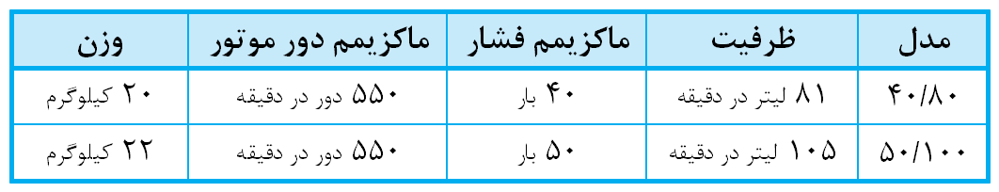 مدل ظرفیت ماکزیمم فشار ماکزیمم دور موتور وزن
۴۰/۸۰ ۸۱ لیتر در دقیقه ۴۰ بار ۵۵۰ دور در دقیقه ۲۰ کیلوگرم
۵۰/۱۰۰ ۱۰۵ لیتر در دقیقه ۵۰ بار ۵۵۰ دور در دقیقه ۲۲ کیلوگرم